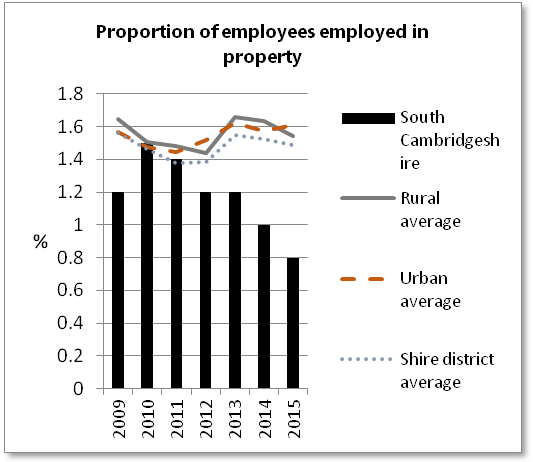 Proportion of employees employed in
property
1.8
1.6
1.4
1.2
1
0.8
0.6
0.4
0.2
0
%
2009
2010
2011
2012
2013
2014
2015
South
Cambridgesh
ire
Rural
average
Urban
average
Shire district
average